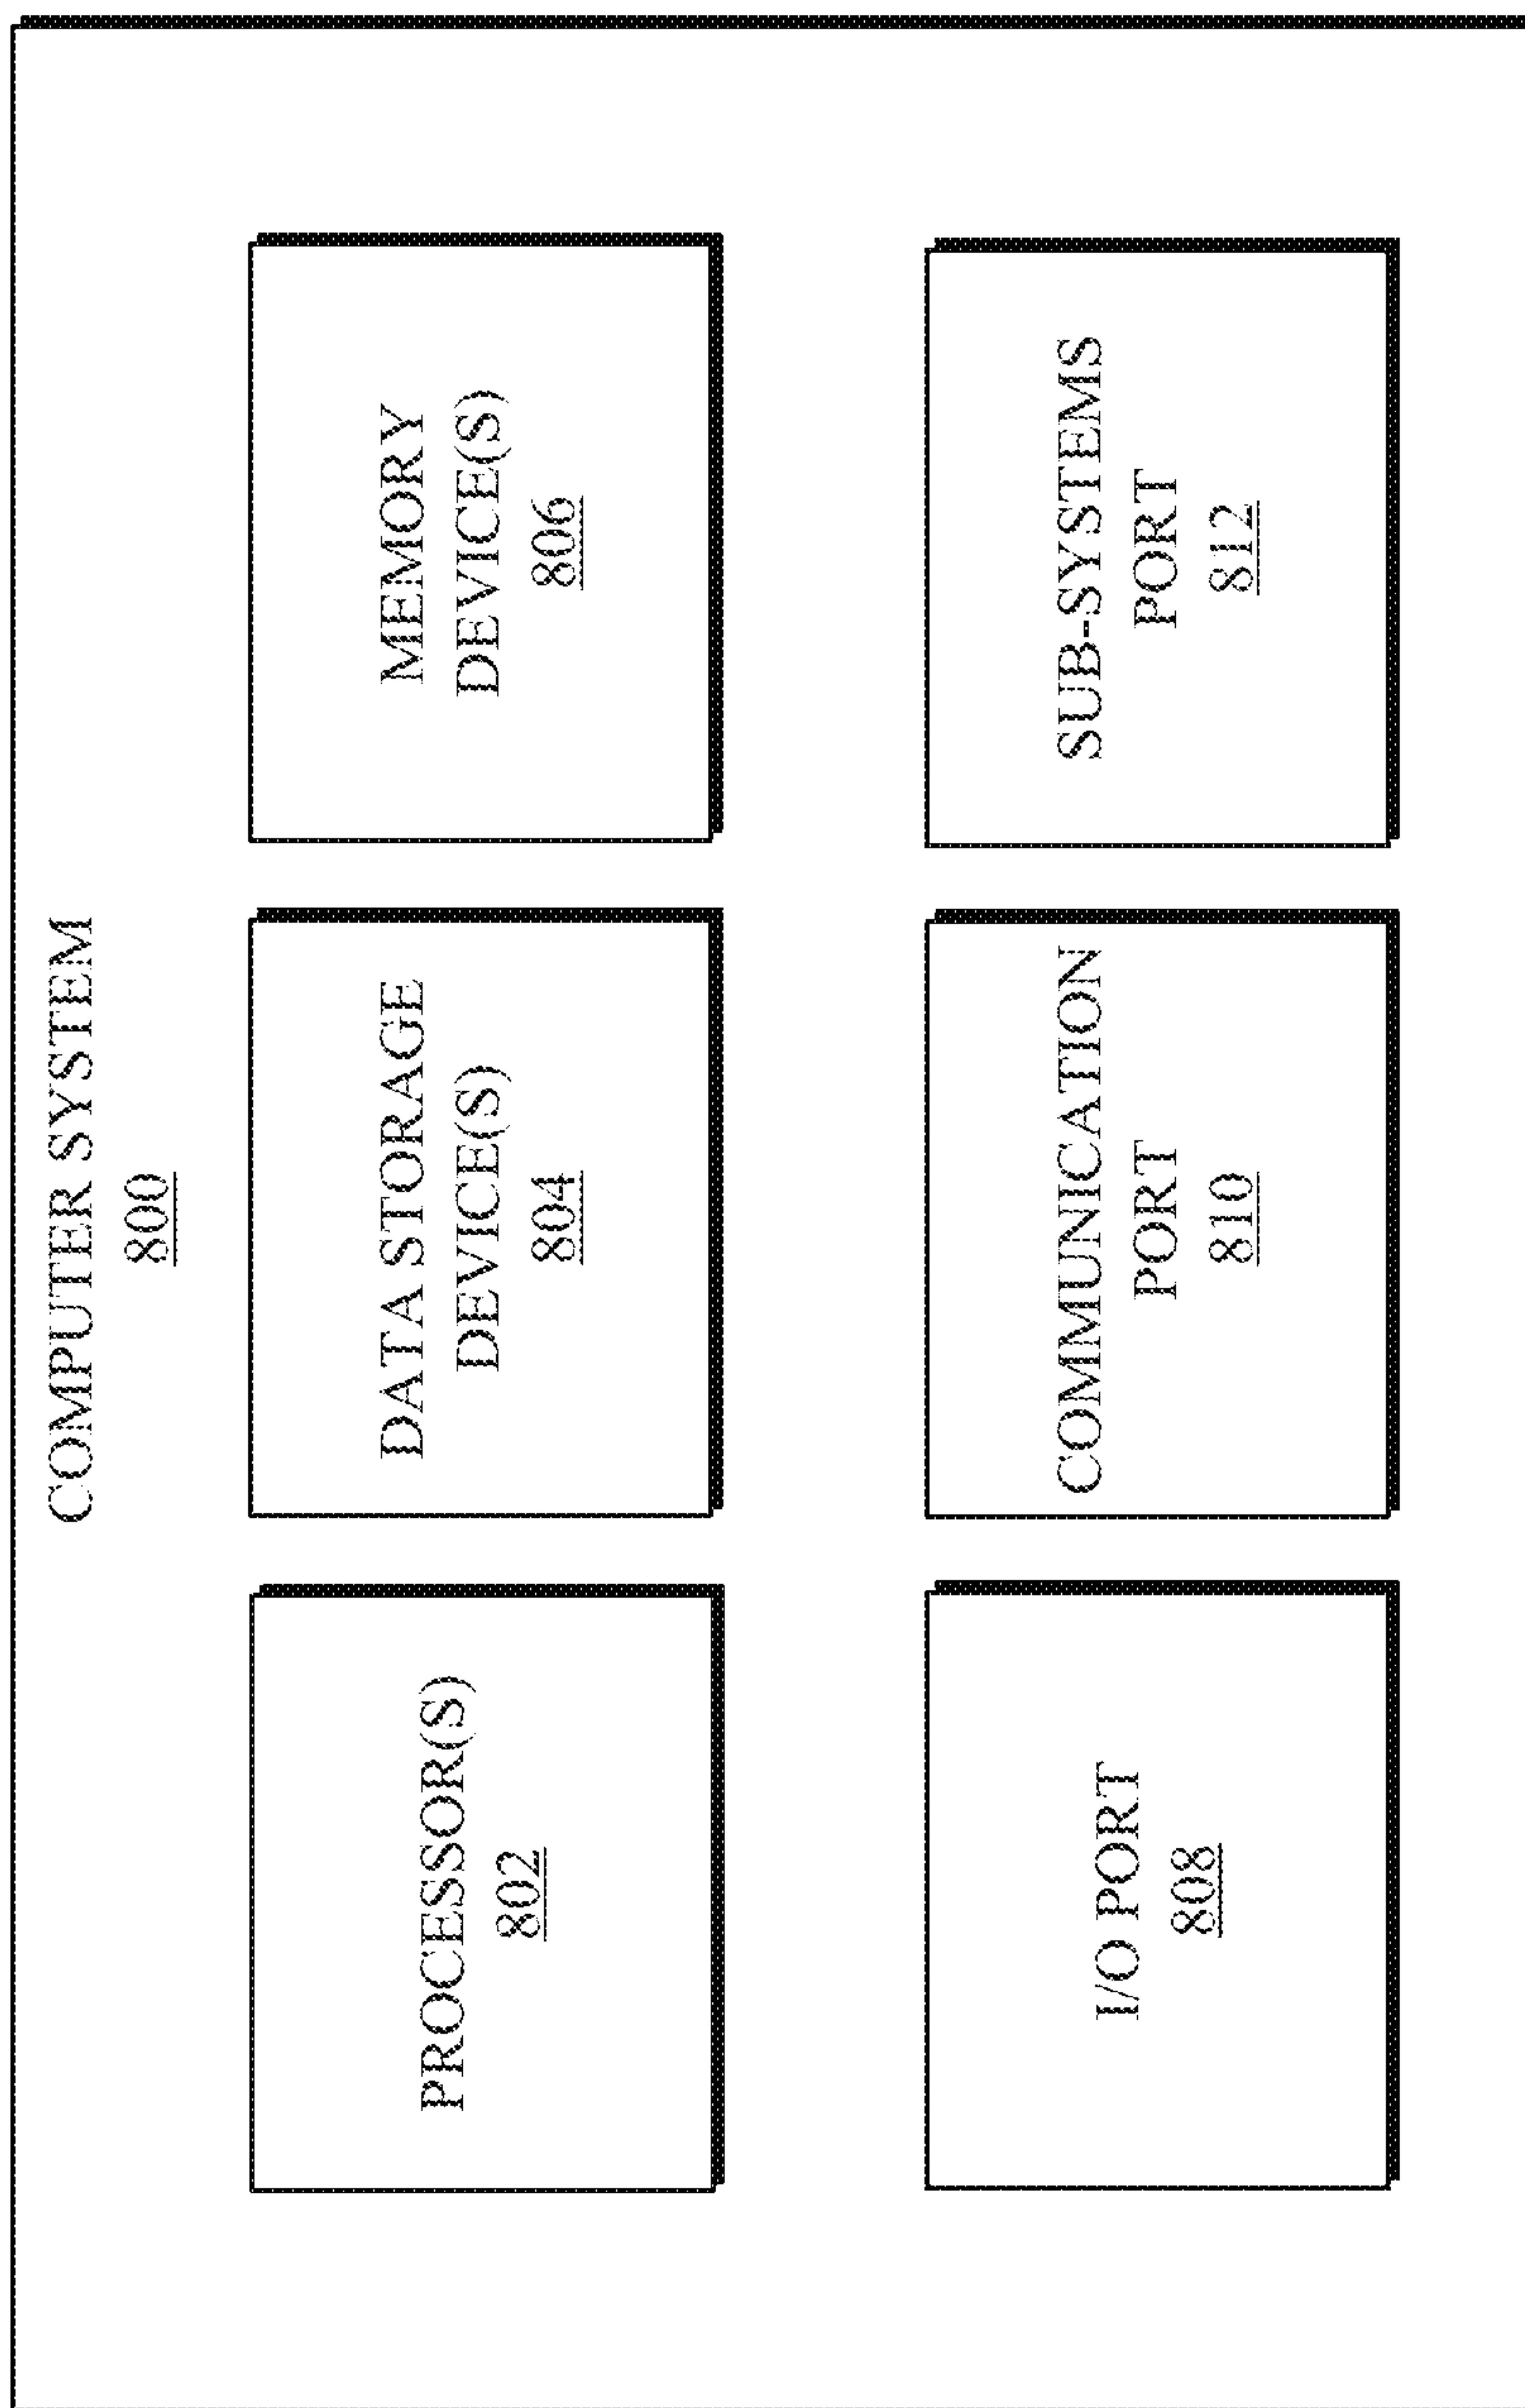 COMPUTER SYSTEM
800
PROCESSOR(S)
802
DATA STORAGE
DEVICE(S)
804
MEMORY
DEVICE(S)
806
I/O PORT
808
COMMUNICATION
PORT
810
SUB-SYSTEMS
PORT
812